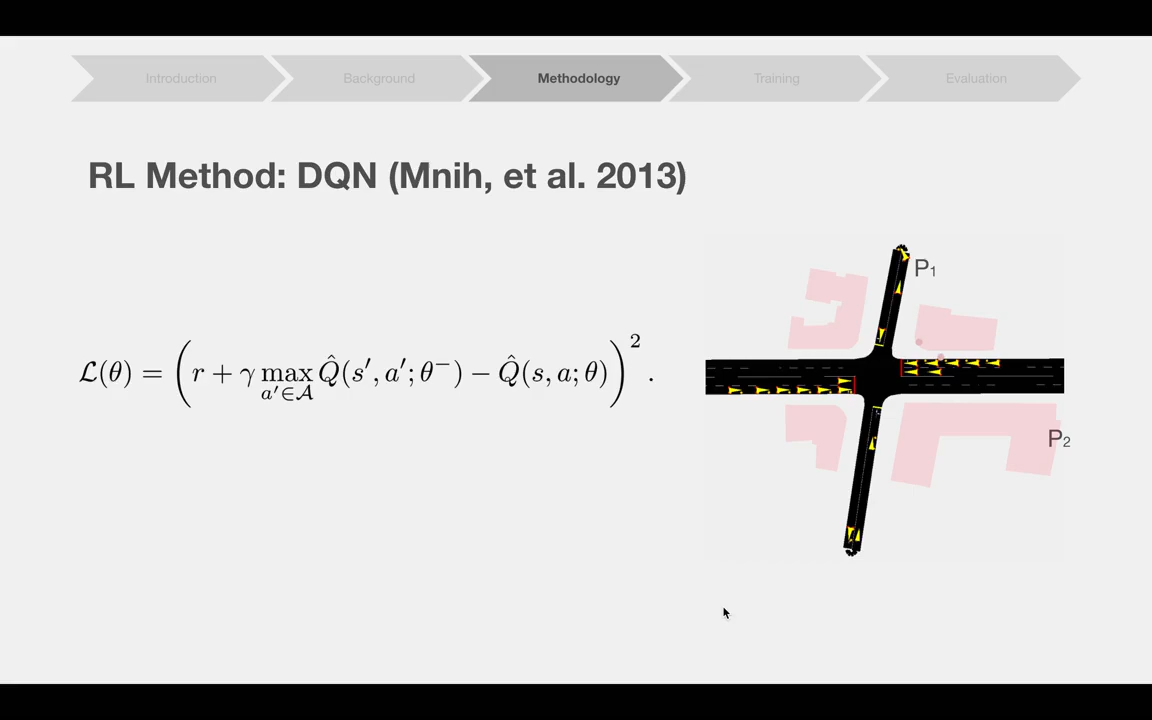 Introduction
Background
Methodology
Training
Evaluation
RL Method: DQN (Mnih, et al. 2013)
P₁
ℒ(θ) = (r + γ max_{a′∈𝒜} Q̂(s′, a′; θ⁻) − Q̂(s, a; θ))² .
P₂